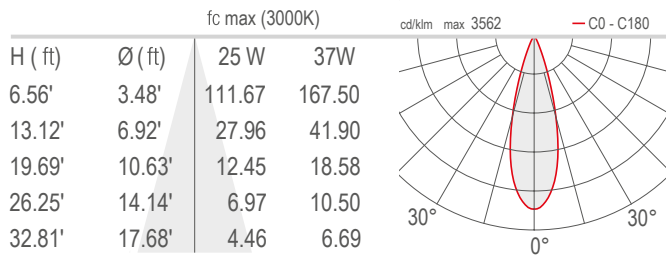 fc max (3000K)
cd/klm max 3562 C0 - C180
H ( ft) Ø ( ft) 25 W 37W
6.56' 3.48' 111.67 167.50
13.12' 6.92' 27.96 41.90
19.69' 10.63' 12.45 18.58
26.25' 14.14' 6.97 10.50
32.81' 17.68' 4.46 6.69
30° 30°
0°